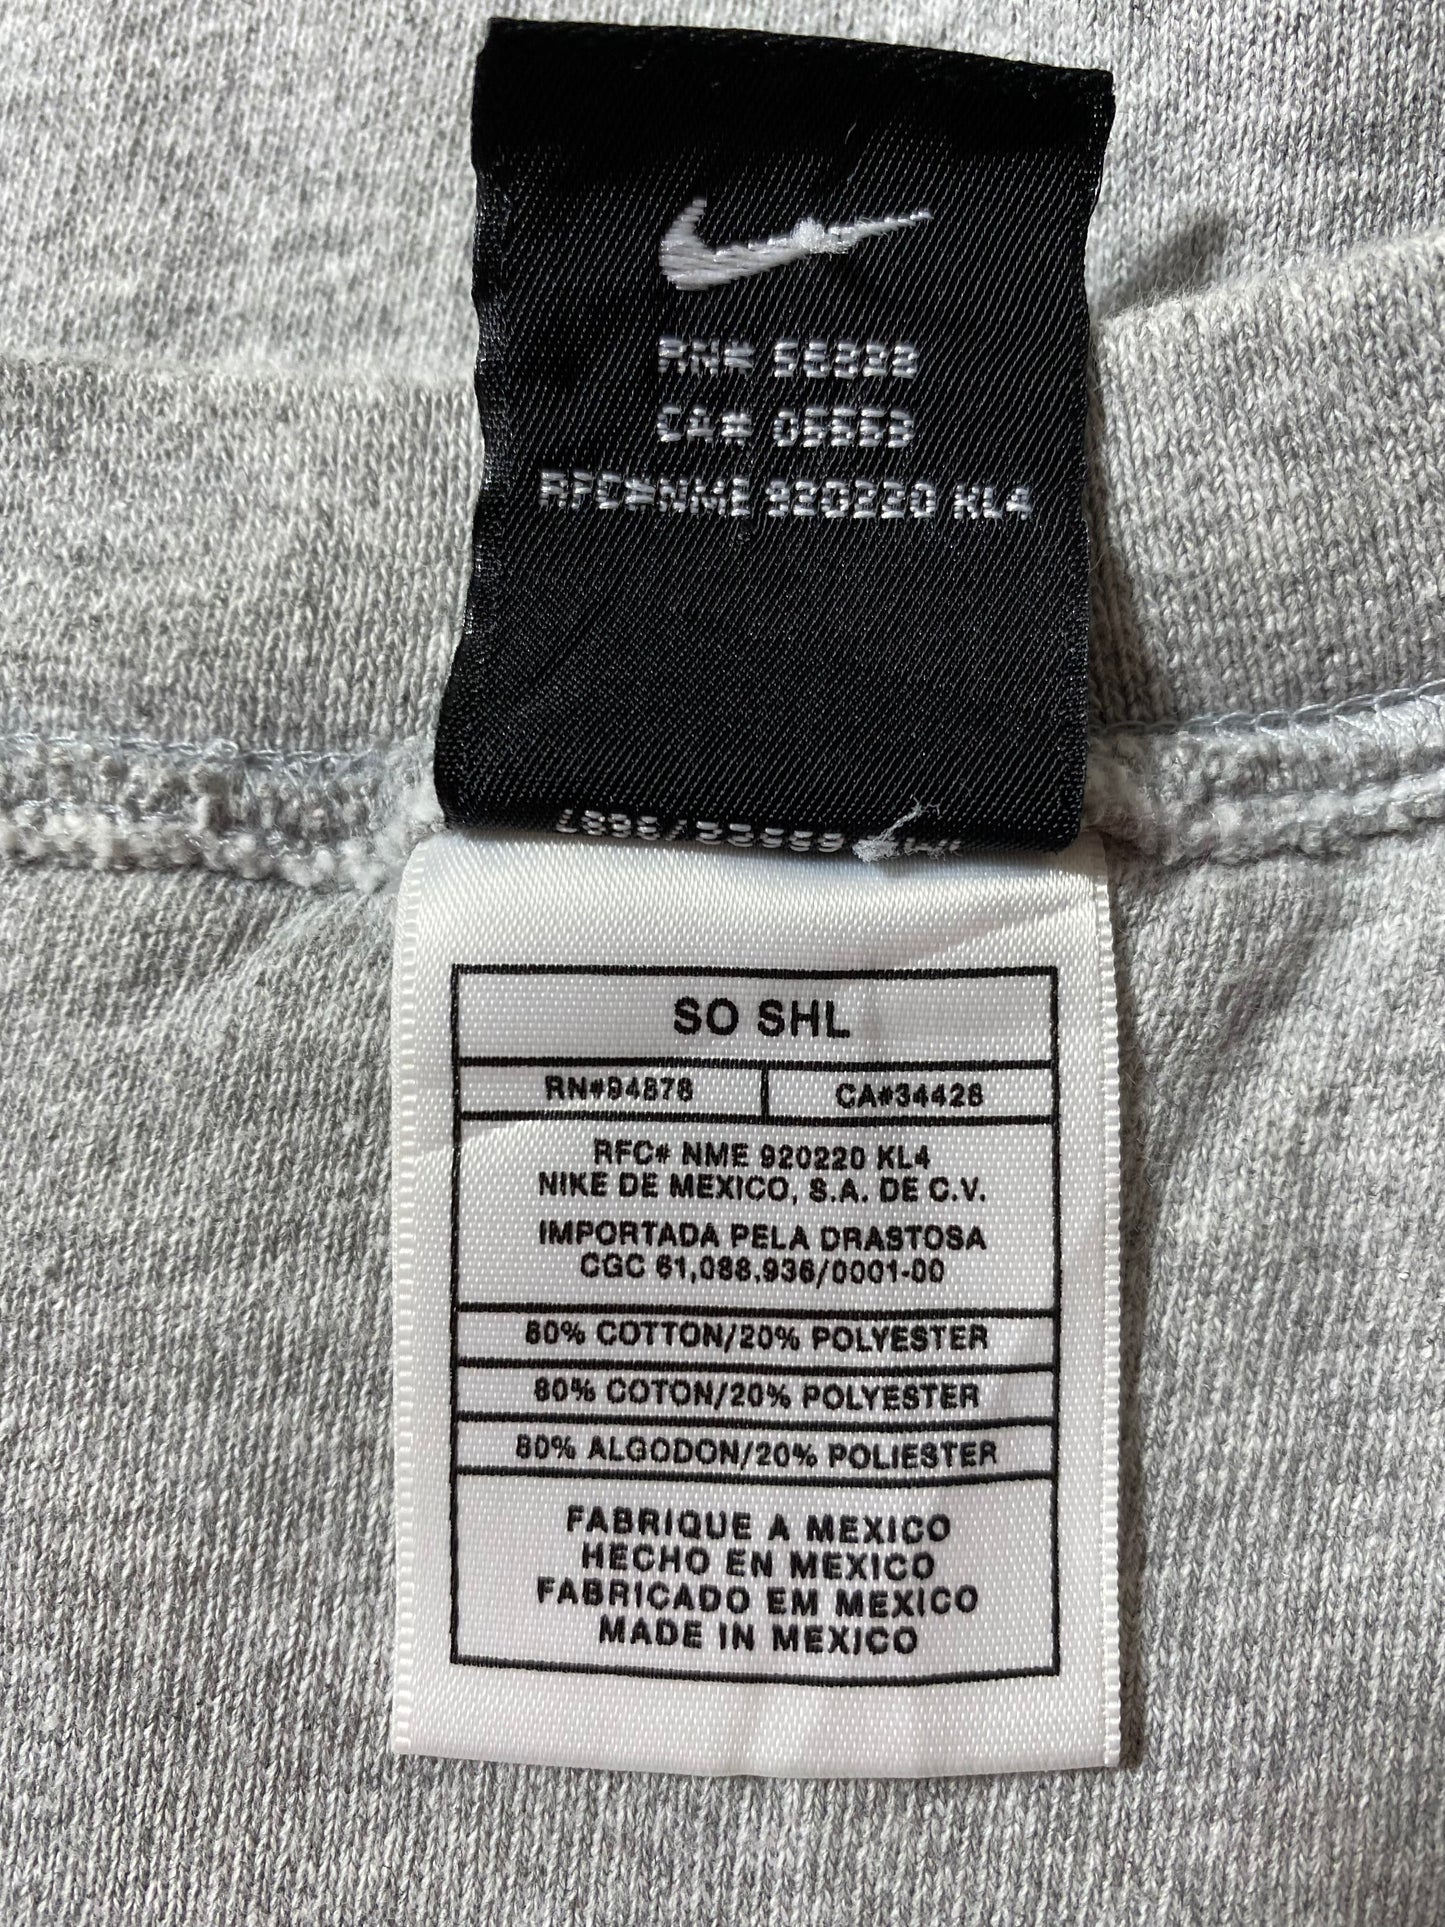 RN# 56323
CA# 05553
RFC#NME 920220 KL4
SO SHL
RN#94878 CA#34428
RFC# NME 920220 KL4
NIKE DE MEXICO, S.A. DE C.V.
IMPORTADA PELA DRASTOSA
CGC 61,088,936/0001-00
80% COTTON/20% POLYESTER
80% COTON/20% POLYESTER
80% ALGODON/20% POLIESTER
FABRIQUE A MEXICO
HECHO EN MEXICO
FABRICADO EM MEXICO
MADE IN MEXICO